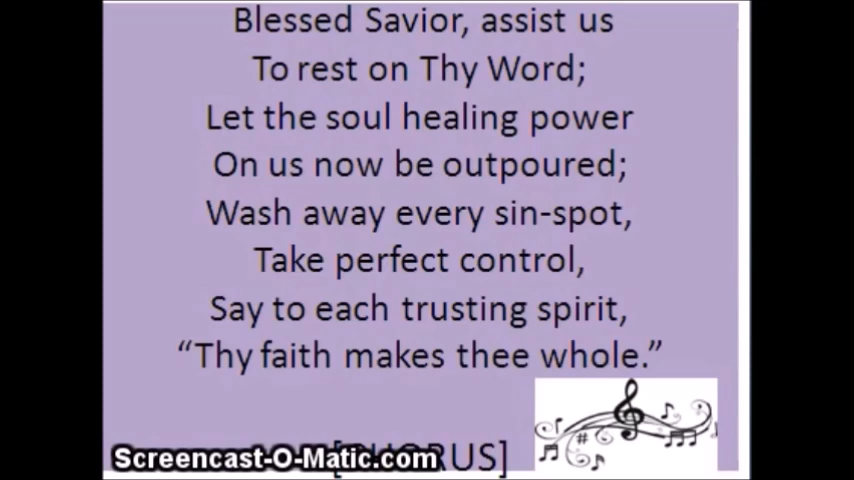 Blessed Savior, assist us
To rest on Thy Word;
Let the soul healing power
On us now be outpoured;
Wash away every sin-spot,
Take perfect control,
Say to each trusting spirit,
“Thy faith makes thee whole.”
[CHORUS]
Screencast-O-Matic.com